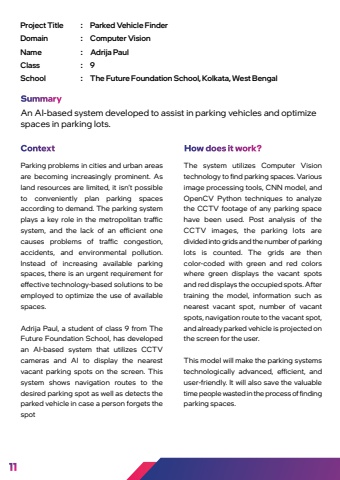 Project Title : Parked Vehicle Finder
Domain : Computer Vision
Name : Adrija Paul
Class : 9
School : The Future Foundation School, Kolkata, West Bengal
Summary
An AI-based system developed to assist in parking vehicles and optimize
spaces in parking lots.
Context
Parking problems in cities and urban areas
are becoming increasingly prominent. As
land resources are limited, it isn't possible
to conveniently plan parking spaces
according to demand. The parking system
plays a key role in the metropolitan traffic
system, and the lack of an efficient one
causes problems of traffic congestion,
accidents, and environmental pollution.
Instead of increasing available parking
spaces, there is an urgent requirement for
effective technology-based solutions to be
employed to optimize the use of available
spaces.
Adrija Paul, a student of class 9 from The
Future Foundation School, has developed
an AI-based system that utilizes CCTV
cameras and AI to display the nearest
vacant parking spots on the screen. This
system shows navigation routes to the
desired parking spot as well as detects the
parked vehicle in case a person forgets the
spot
How does it work?
The system utilizes Computer Vision
technology to find parking spaces. Various
image processing tools, CNN model, and
OpenCV Python techniques to analyze
the CCTV footage of any parking space
have been used. Post analysis of the
CCTV images, the parking lots are
divided into grids and the number of parking
lots is counted. The grids are then
color-coded with green and red colors
where green displays the vacant spots
and red displays the occupied spots. After
training the model, information such as
nearest vacant spot, number of vacant
spots, navigation route to the vacant spot,
and already parked vehicle is projected on
the screen for the user.
This model will make the parking systems
technologically advanced, efficient, and
user-friendly. It will also save the valuable
time people wasted in the process of finding
parking spaces.
11